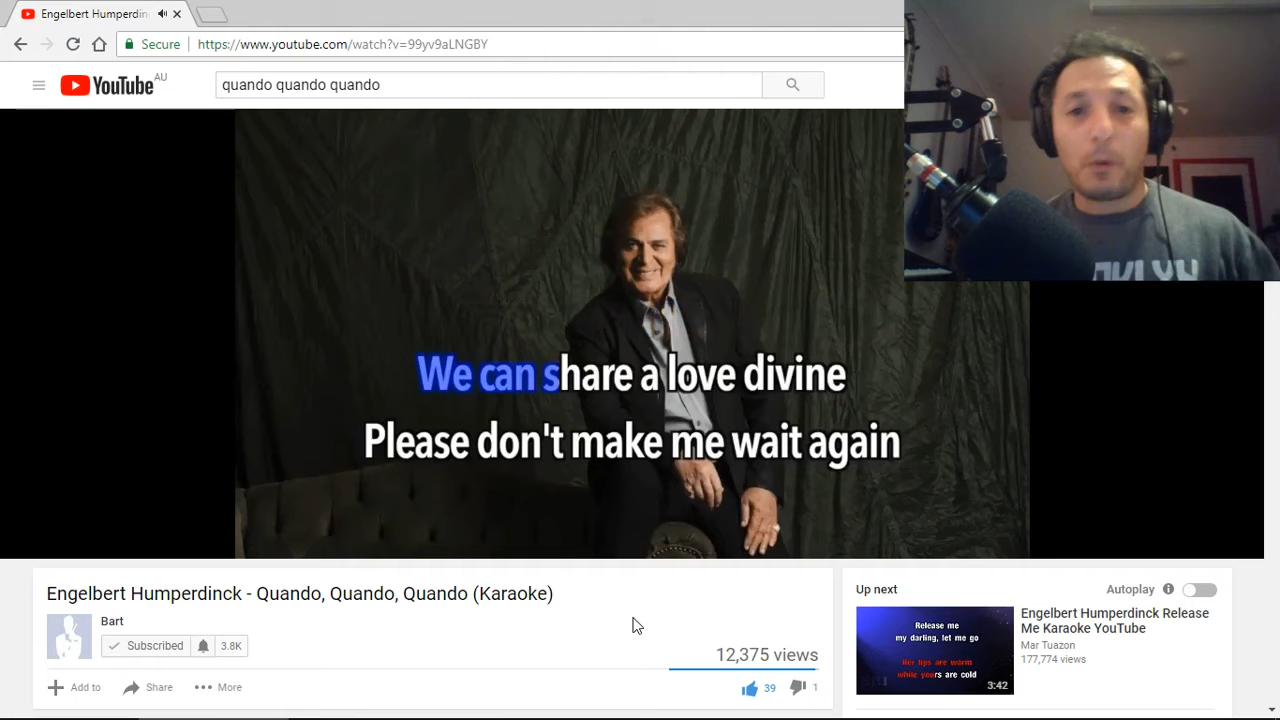 Engelbert Humperdin
Secure
https://www.youtube.com/watch?v=99yv9aLNGBY
YouTube AU
quando quando quando
We can share a love divine
Please don't make me wait again
Engelbert Humperdinck - Quando, Quando, Quando (Karaoke)
Bart
Subscribed 3.8K
12,375 views
Add to Share More
39 1
Up next
Autoplay
Release me
my darling, let me go
Her lips are warm
while yours are cold
3:42
Engelbert Humperdinck Release
Me Karaoke YouTube
Mar Tuazon
177,774 views